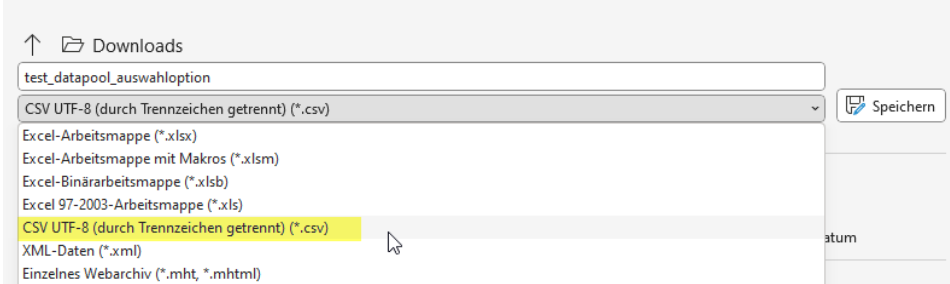 Downloads
test_datapool_auswahloption
CSV UTF-8 (durch Trennzeichen getrennt) (*.csv)
Speichern
Excel-Arbeitsmappe (*.xlsx)
Excel-Arbeitsmappe mit Makros (*.xlsm)
Excel-Binärarbeitsmappe (*.xlsb)
Excel 97-2003-Arbeitsmappe (*.xls)
CSV UTF-8 (durch Trennzeichen getrennt) (*.csv)
atum
XML-Daten (*.xml)
Einzelnes Webarchiv (*.mht, *.mhtml)